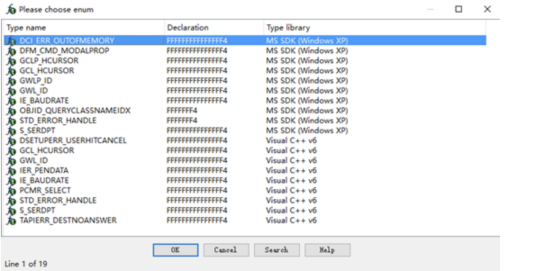 Please choose enum
Type name Declaration Type library
DCI_ERR_OUTOFMEMORY FFFFFFFFFFFFFFF4 MS SDK (Windows XP)
DFM_CMD_MODALPROP FFFFFFFFFFFFFFF4 MS SDK (Windows XP)
GCLP_HCURSOR FFFFFFFFFFFFFFF4 MS SDK (Windows XP)
GCL_HCURSOR FFFFFFFFFFFFFFF4 MS SDK (Windows XP)
GWLP_ID FFFFFFFFFFFFFFF4 MS SDK (Windows XP)
GWL_ID FFFFFFFFFFFFFFF4 MS SDK (Windows XP)
IE_BAUDRATE FFFFFFFFFFFFFFF4 MS SDK (Windows XP)
OBJID_QUERYCLASSNAMEIDX FFFFFFF4 MS SDK (Windows XP)
STD_ERROR_HANDLE FFFFFFF4 MS SDK (Windows XP)
S_SERDPT FFFFFFFFFFFFFFF4 MS SDK (Windows XP)
DSETUPERR_USERHITCANCEL FFFFFFFFFFFFFFF4 Visual C++ v6
GCL_HCURSOR FFFFFFFFFFFFFFF4 Visual C++ v6
GWL_ID FFFFFFFFFFFFFFF4 Visual C++ v6
IER_PENDATA FFFFFFFFFFFFFFF4 Visual C++ v6
IE_BAUDRATE FFFFFFFFFFFFFFF4 Visual C++ v6
PCMR_SELECT FFFFFFFFFFFFFFF4 Visual C++ v6
STD_ERROR_HANDLE FFFFFFFFFFFFFFF4 Visual C++ v6
S_SERDPT FFFFFFFFFFFFFFF4 Visual C++ v6
TAPIERR_DESTNOANSWER FFFFFFFFFFFFFFF4 Visual C++ v6
OK Cancel Search Help
Line 1 of 19